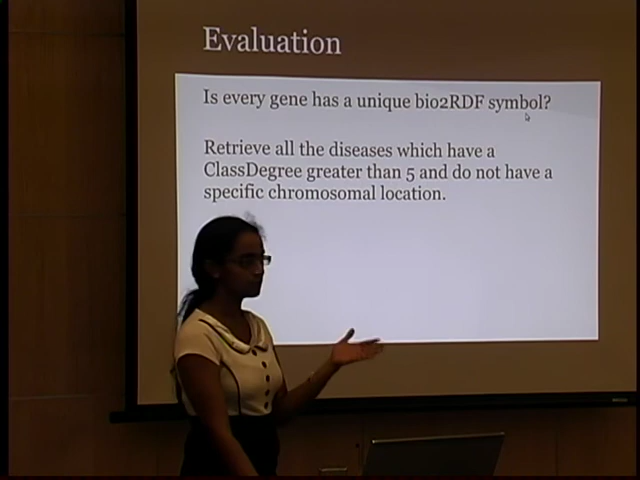 Evaluation
Is every gene has a unique bio2RDF symbol?
Retrieve all the diseases which have a
ClassDegree greater than 5 and do not have a
specific chromosomal location.